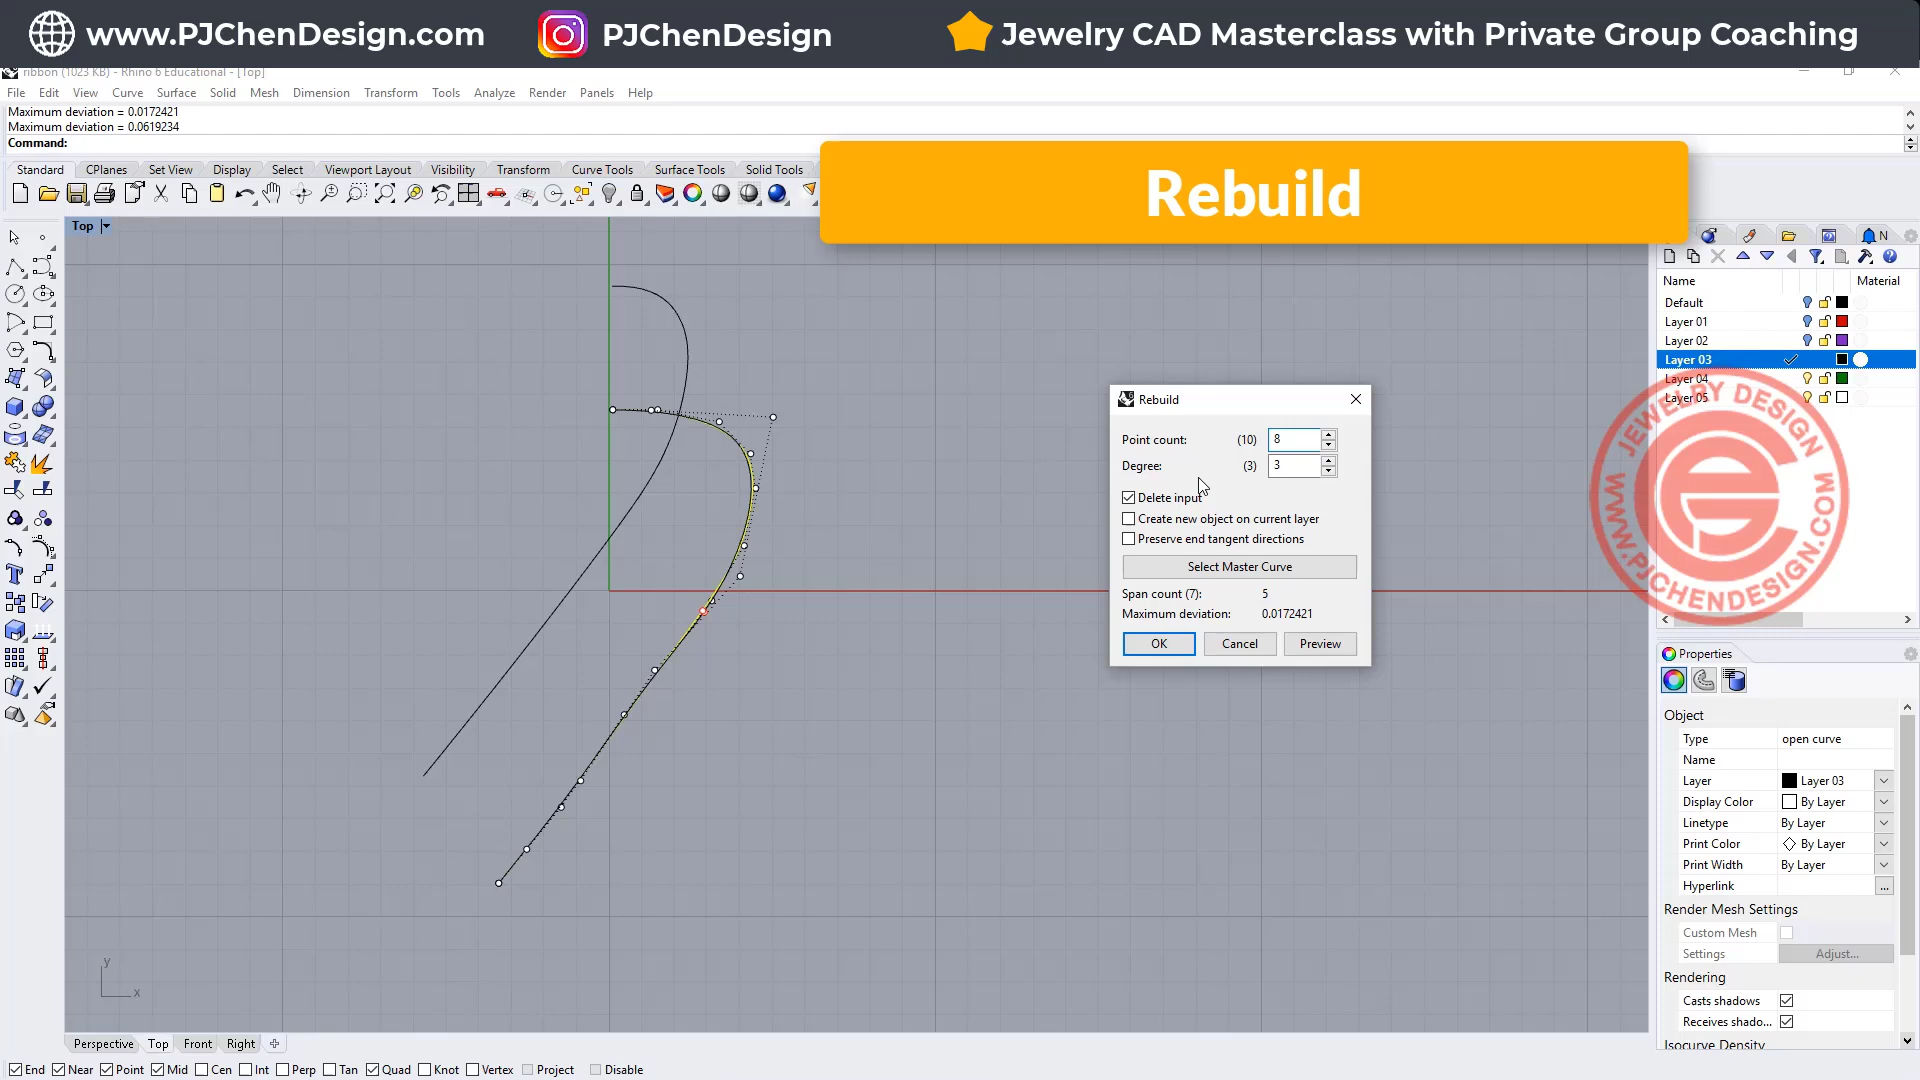 www.PJChenDesign.com
PJChenDesign
Jewelry CAD Masterclass with Private Group Coaching
ribbon (1023 KB) - Rhino 6 Educational - [Top]
File Edit View Curve Surface Solid Mesh Dimension Transform Tools Analyze Render Panels Help
Maximum deviation = 0.0172421
Maximum deviation = 0.0619234
Command:
Standard CPlanes Set View Display Select Viewport Layout Visibility Transform Curve Tools Surface Tools Solid Tools
Rebuild
Top
N
Name Material
Default
Layer 01
Layer 02
Layer 03
Layer 04
Layer 05
JEWELRY DESIGN
WWW.PJCHENDESIGN.COM
Rebuild
Point count: (10) 8
Degree: (3) 3
Delete input
Create new object on current layer
Preserve end tangent directions
Select Master Curve
Span count (7): 5
Maximum deviation: 0.0172421
OK Cancel Preview
Properties
Object
Type open curve
Name
Layer Layer 03
Display Color By Layer
Linetype By Layer
Print Color By Layer
Print Width By Layer
Hyperlink ...
Render Mesh Settings
Custom Mesh
Settings Adjust...
Rendering
Casts shadows
Receives shado...
Isocurve Density
y
x
Perspective Top Front Right
End Near Point Mid Cen Int Perp Tan Quad Knot Vertex Project Disable